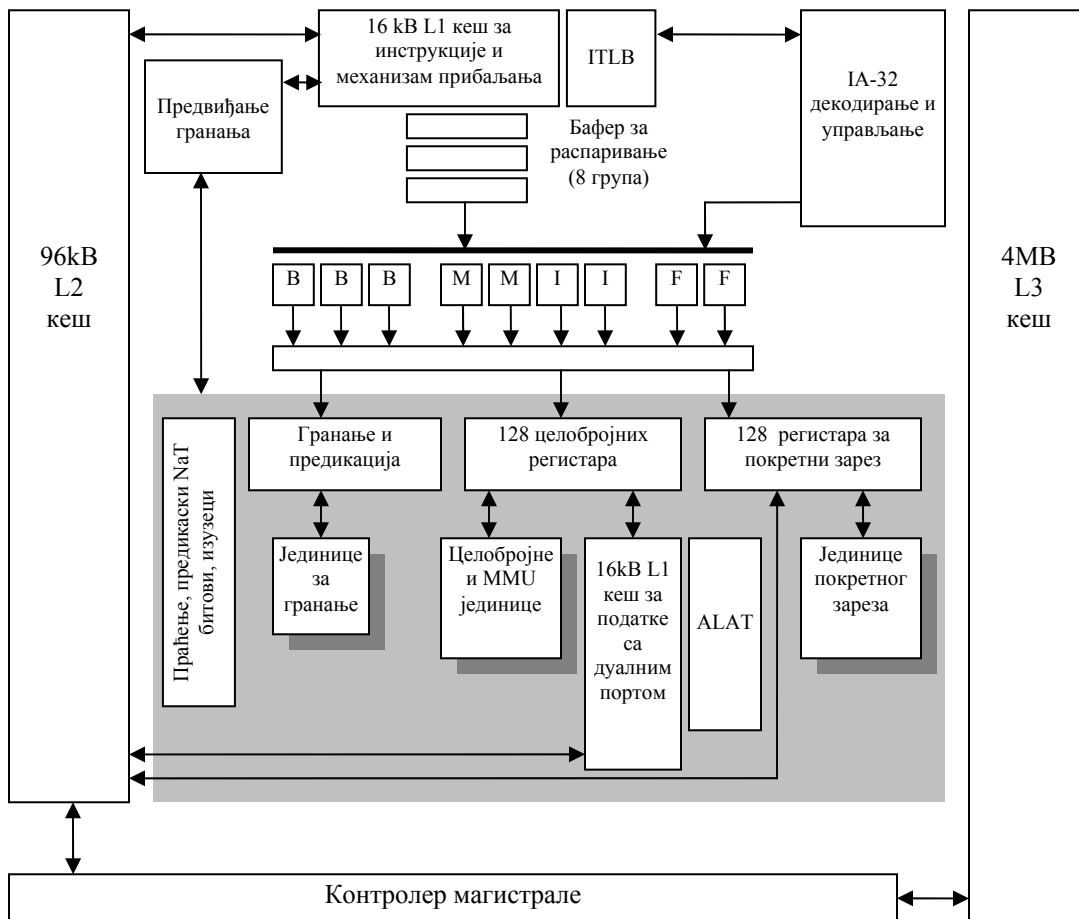 16 kB L1 кеш за
инструкције и
механизам прибаљања
ITLB
IA-32
декодирање и
управљање
Предвиђање
гранања
Бафер за
распаривање
(8 група)
96kB
L2
кеш
4MB
L3
кеш
B B B M M I I F F
Праћење, предикаски NaT
битови, изузеци
Гранање и
предикација
128 целобројних
регистара
128 регистара за
покретни зарез
Јединице
за
гранање
Целобројне
и MMU
јединице
16kB L1
кеш за
податке
са
дуалним
портом
ALAT
Јединице
покретног
зареза
Контролер магистрале